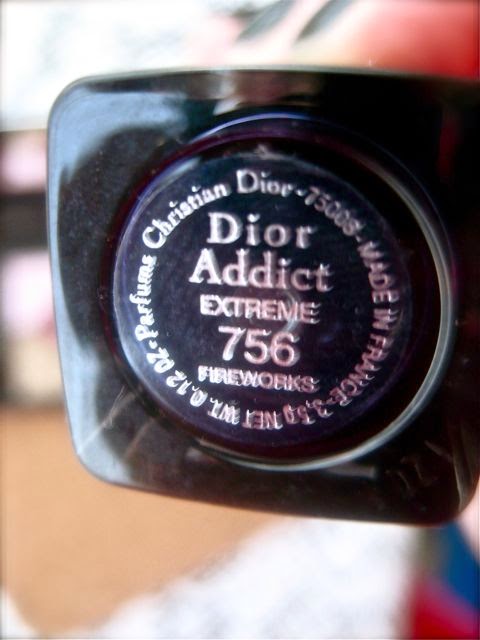 Parfums Christian Dior - 75008 - MADE IN FRANCE - 3,5g NET WT. 0.12 OZ -
Dior
Addict
EXTREME
756
FIREWORKS